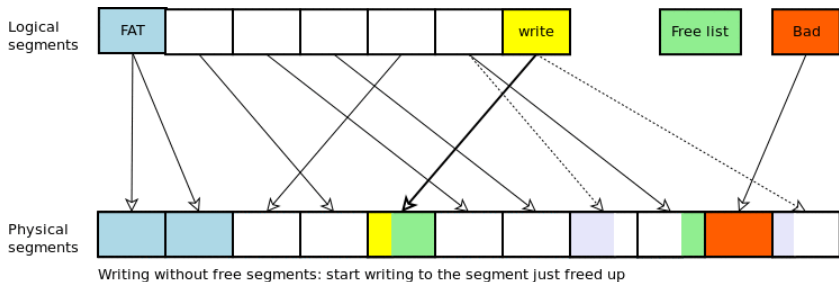 Logical
segments
FAT
write
Free list
Bad
Physical
segments
Writing without free segments: start writing to the segment just freed up